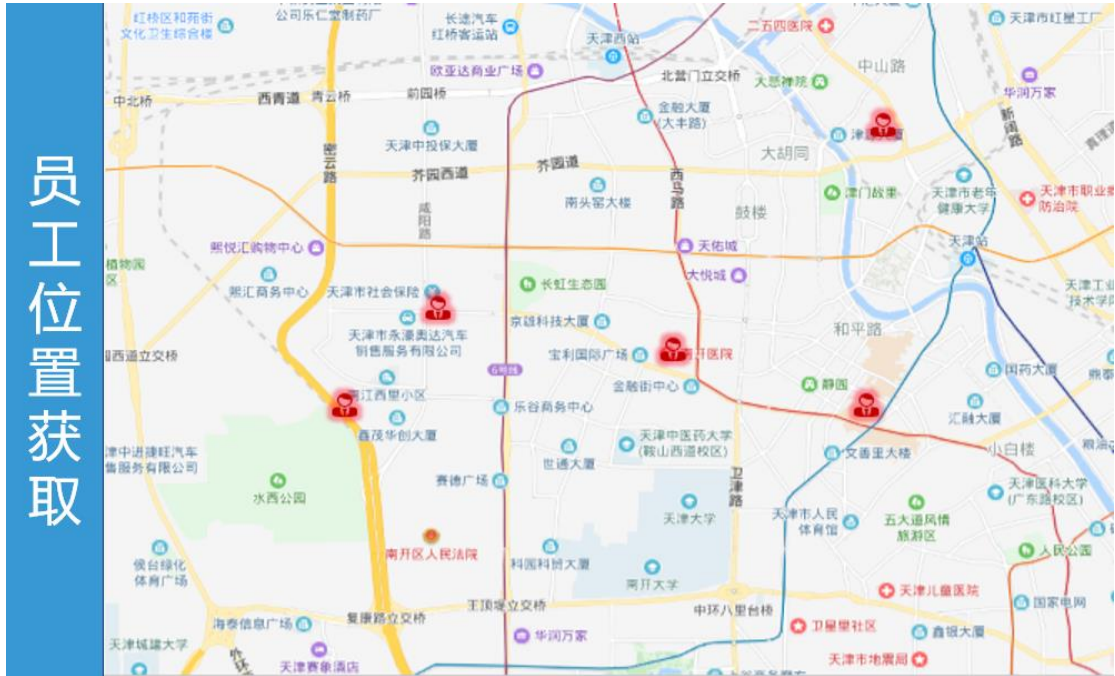 员工位置获取
红桥区和苑街
文化卫生综合楼
公司乐仁堂制药厂
长途汽车
红桥客运站
天津西站
二五四医院
天津市红星工厂
欧亚达商业广场
北营门立交桥
大悲禅院
中山路
华润万家
中北桥
西青道
青云桥
前园桥
金融大厦
(大丰路)
新阔路
天津中投保大厦
密云路
芥园西道
芥园道
西马路
大胡同
南头窑大楼
咸阳路
鼓楼
津门故里
天津市老年
健康大学
天津市职业
防治院
熙悦汇购物中心
天佑城
天津站
植物园
熙汇商务中心
天津市社会保险
长虹生态园
大悦城
天津工业
技术学
天津市永濠奥达汽车
销售服务有限公司
京雄科技大厦
和平路
园西道立交桥
宝利国际广场
开医院
6号线
金融街中心
静园
国药大厦
江西里小区
乐谷商务中心
汇融大厦
鑫茂华创大厦
天津中医药大学
(鞍山西道校区)
小白楼
津中进捷旺汽车
售服务有限公司
世通大厦
文善里大楼
水西公园
赛德广场
卫津路
天津医科大学
(广东路校区)
天津大学
天津市人民
体育馆
五大道风情
旅游区
南开区人民法院
人民公园
侯台绿化
体育广场
科园科贸大厦
南开大学
天津儿童医院
复康路立交桥
王顶堤立交桥
中环八里台桥
国家电网
海泰信息广场
华润万家
卫星里社区
鑫银大厦
天津城建大学
外环
天津赛象酒店
天津市地震局